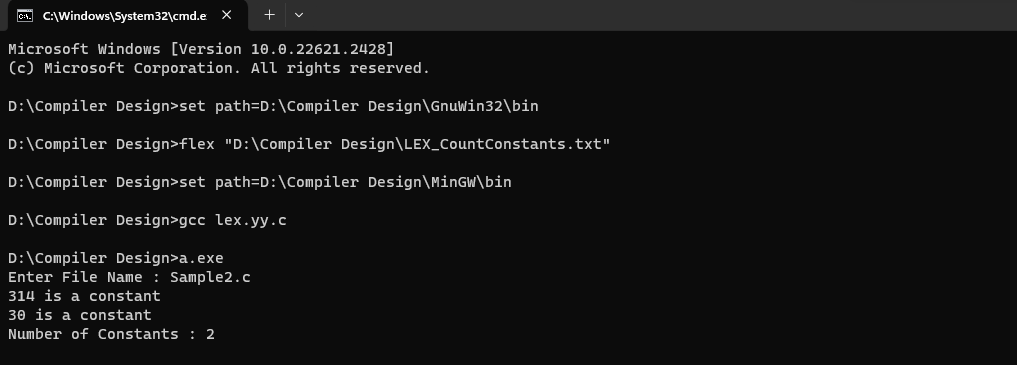 C:\Windows\System32\cmd.e
Microsoft Windows [Version 10.0.22621.2428]
(c) Microsoft Corporation. All rights reserved.
D:\Compiler Design>set path=D:\Compiler Design\GnuWin32\bin
D:\Compiler Design>flex "D:\Compiler Design\LEX_CountConstants.txt"
D:\Compiler Design>set path=D:\Compiler Design\MinGW\bin
D:\Compiler Design>gcc lex.yy.c
D:\Compiler Design>a.exe
Enter File Name : Sample2.c
314 is a constant
30 is a constant
Number of Constants : 2